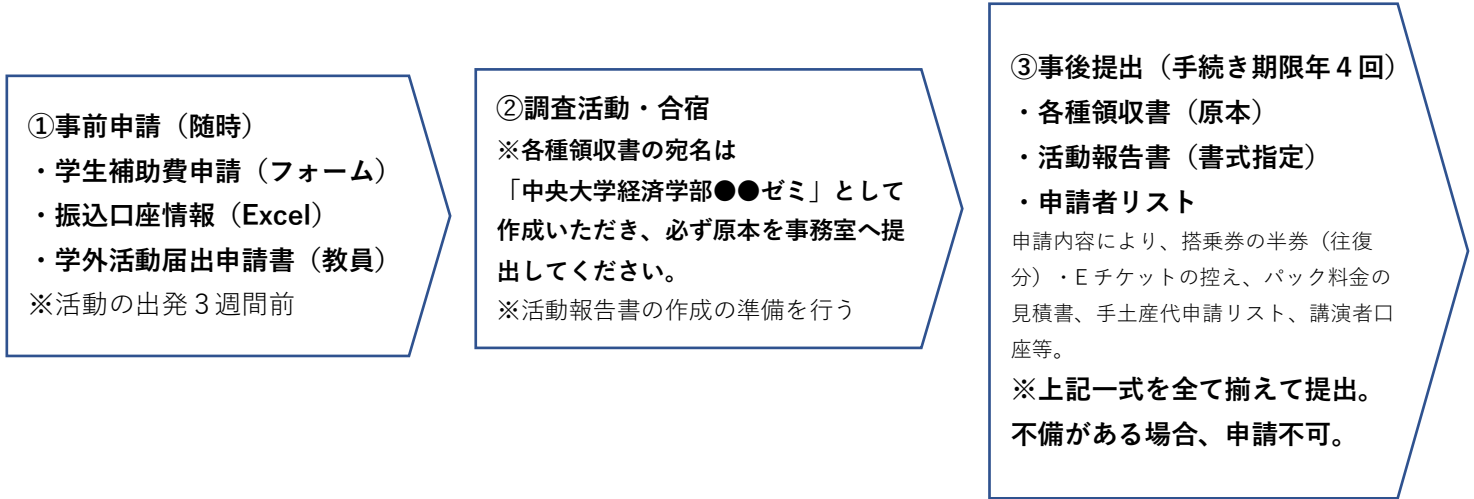 ①事前申請（随時）
・学生補助費申請（フォーム）
・振込口座情報（Excel）
・学外活動届出申請書（教員）
※活動の出発３週間前
②調査活動・合宿
※各種領収書の宛名は
「中央大学経済学部●●ゼミ」として
作成いただき、必ず原本を事務室へ提
出してください。
※活動報告書の作成の準備を行う
③事後提出（手続き期限年４回）
・各種領収書（原本）
・活動報告書（書式指定）
・申請者リスト
申請内容により、搭乗券の半券（往復
分）・Ｅチケットの控え、パック料金の
見積書、手土産代申請リスト、講演者口
座等。
※上記一式を全て揃えて提出。
不備がある場合、申請不可。